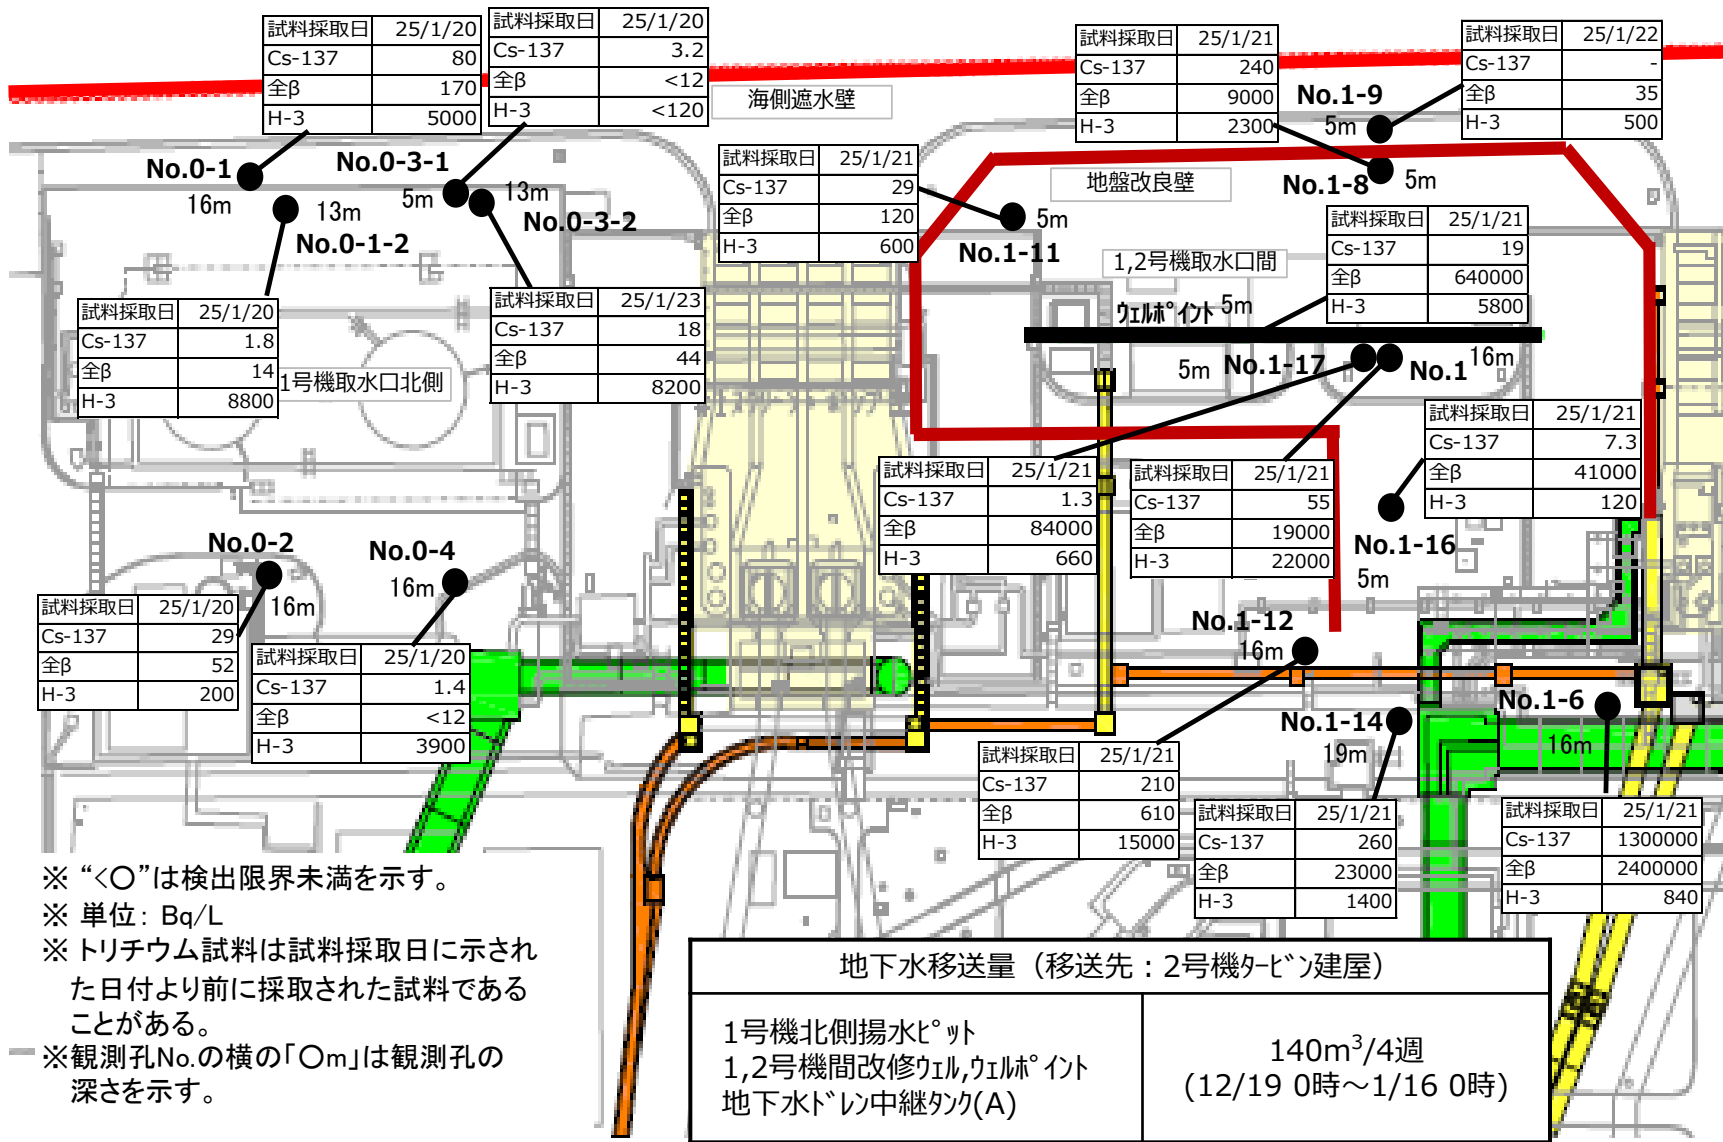 試料採取日 25/1/20
Cs-137 80
全β 170
H-3 5000
試料採取日 25/1/20
Cs-137 3.2
全β <12
H-3 <120
海側遮水壁
試料採取日 25/1/21
Cs-137 240
全β 9000
H-3 2300
No.1-9
5m
試料採取日 25/1/22
Cs-137 -
全β 35
H-3 500
No.0-1
16m
No.0-3-1
5m
13m
No.0-1-2
13m
No.0-3-2
試料採取日 25/1/21
Cs-137 29
全β 120
H-3 600
5m
No.1-11
地盤改良壁
No.1-8
5m
1,2号機取水口間
試料採取日 25/1/21
Cs-137 19
全β 640000
H-3 5800
試料採取日 25/1/20
Cs-137 1.8
全β 14
H-3 8800
1号機取水口北側
試料採取日 25/1/23
Cs-137 18
全β 44
H-3 8200
ｳｪﾙﾎﾟｲﾝﾄ 5m
5m
No.1-17
No.1
16m
試料採取日 25/1/21
Cs-137 7.3
全β 41000
H-3 120
試料採取日 25/1/21
Cs-137 1.3
全β 84000
H-3 660
試料採取日 25/1/21
Cs-137 55
全β 19000
H-3 22000
No.1-16
5m
No.0-2
16m
No.0-4
16m
試料採取日 25/1/20
Cs-137 29
全β 52
H-3 200
試料採取日 25/1/20
Cs-137 1.4
全β <12
H-3 3900
No.1-12
16m
No.1-14
19m
No.1-6
16m
試料採取日 25/1/21
Cs-137 210
全β 610
H-3 15000
試料採取日 25/1/21
Cs-137 260
全β 23000
H-3 1400
試料採取日 25/1/21
Cs-137 1300000
全β 2400000
H-3 840
※ “<〇”は検出限界未満を示す。
※ 単位：Bq/L
※ トリチウム試料は試料採取日に示され
た日付より前に採取された試料である
ことがある。
※観測孔No.の横の「〇m」は観測孔の
深さを示す。
地下水移送量（移送先：2号機ﾀｰﾋﾞﾝ建屋）
1号機北側揚水ﾋﾟｯﾄ
1,2号機間改修ｳｪﾙ,ｳｪﾙﾎﾟｲﾝﾄ
地下水ﾄﾞﾚﾝ中継ﾀﾝｸ(A)
140m³/4週
(12/19 0時～1/16 0時)